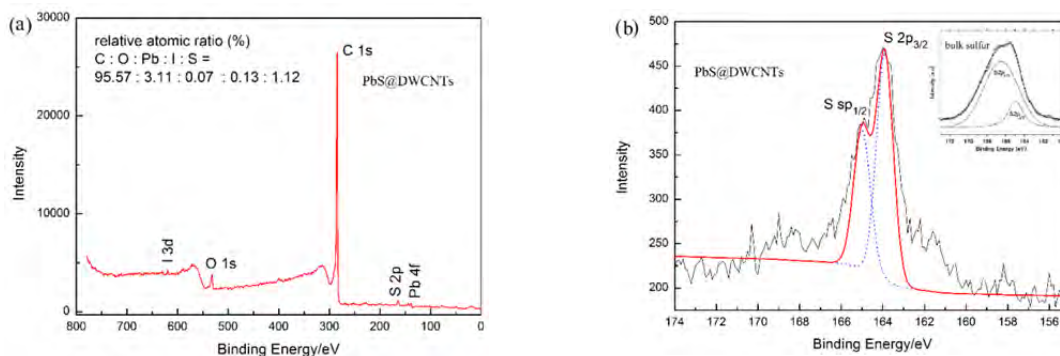 (a)
30000
20000
10000
0
Intensity
relative atomic ratio (%)
C : O : Pb : I : S =
95.57 : 3.11 : 0.07 : 0.13 : 1.12
C 1s
PbS@DWCNTs
I 3d
O 1s
S 2p
Pb 4f
800 700 600 500 400 300 200 100 0
Binding Energy/eV
(b)
500
450
400
350
300
250
200
Intensity
PbS@DWCNTs
S 2p3/2
S sp1/2
bulk sulfur
Binding Energy /eV
174 172 170 168 166 164 162 160 158 156
Binding Energy/eV